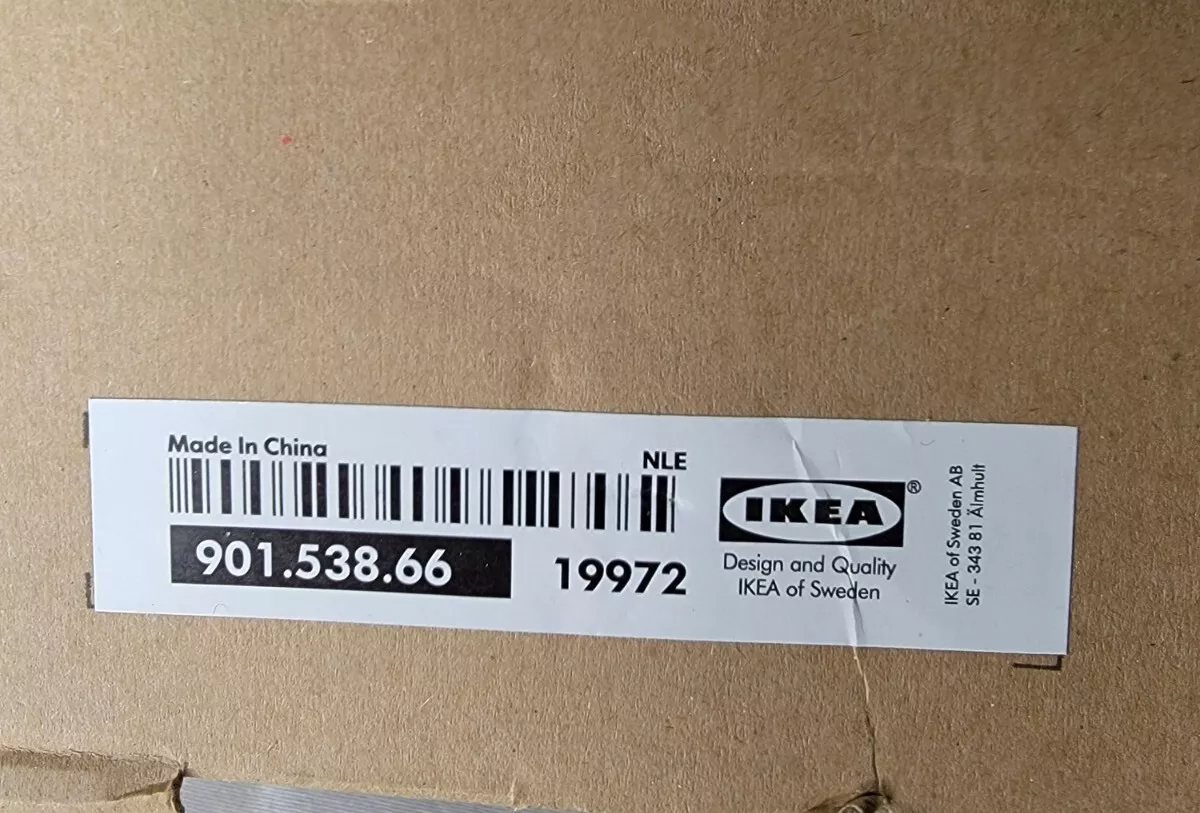 Made In China
NLE
901.538.66
19972
IKEA®
Design and Quality
IKEA of Sweden
IKEA of Sweden AB
SE - 343 81 Älmhult